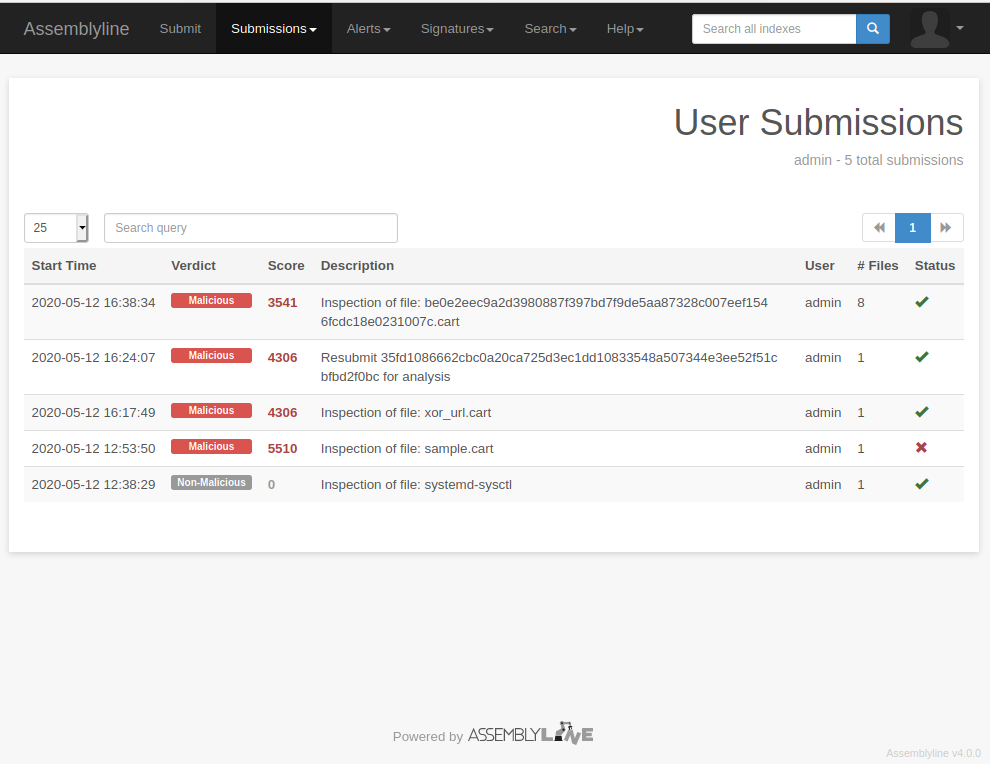 Assemblyline Submit Submissions Alerts Signatures Search Help Search all indexes
User Submissions
admin - 5 total submissions
25 Search query 1
Start Time Verdict Score Description User # Files Status
2020-05-12 16:38:34 Malicious 3541 Inspection of file: be0e2eec9a2d3980887f397bd7f9de5aa87328c007eef154 admin 8
6fcdc18e0231007c.cart
2020-05-12 16:24:07 Malicious 4306 Resubmit 35fd1086662cbc0a20ca725d3ec1dd10833548a507344e3ee52f51c admin 1
bfbd2f0bc for analysis
2020-05-12 16:17:49 Malicious 4306 Inspection of file: xor_url.cart admin 1
2020-05-12 12:53:50 Malicious 5510 Inspection of file: sample.cart admin 1
2020-05-12 12:38:29 Non-Malicious 0 Inspection of file: systemd-sysctl admin 1
Powered by ASSEMBLYLINE
Assemblyline v4.0.0